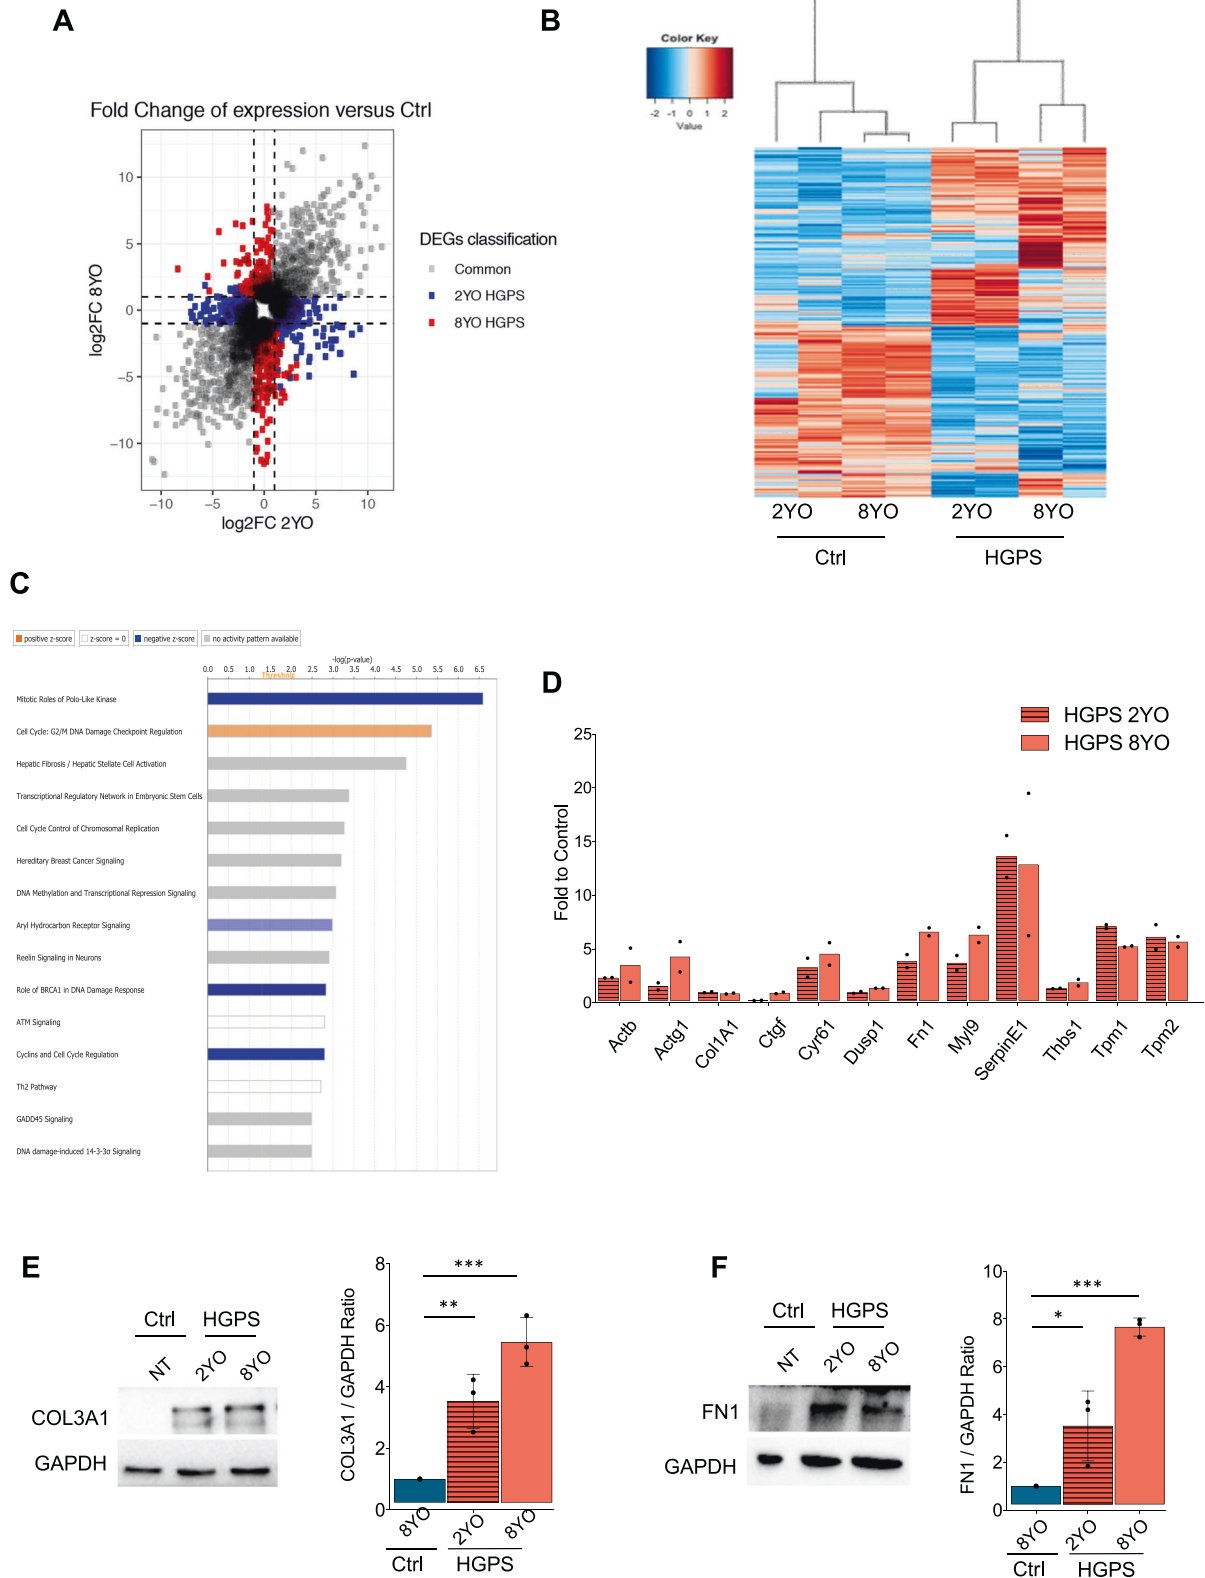 A
Fold Change of expression versus Ctrl
10
5
0
−5
−10
log2FC 8YO
−10 −5 0 5 10
log2FC 2YO
DEGs classification
Common
2YO HGPS
8YO HGPS
B
Color Key
-2 -1 0 1 2
Value
2YO 8YO 2YO 8YO
Ctrl HGPS
C
positive z-score z-score = 0 negative z-score no activity pattern available
-log(p-value)
0.0 0.5 1.0 1.5 2.0 2.5 3.0 3.5 4.0 4.5 5.0 5.5 6.0 6.5
Threshold
Mitotic Roles of Polo-Like Kinase
Cell Cycle: G2/M DNA Damage Checkpoint Regulation
Hepatic Fibrosis / Hepatic Stellate Cell Activation
Transcriptional Regulatory Network in Embryonic Stem Cells
Cell Cycle Control of Chromosomal Replication
Hereditary Breast Cancer Signaling
DNA Methylation and Transcriptional Repression Signaling
Aryl Hydrocarbon Receptor Signaling
Reelin Signaling in Neurons
Role of BRCA1 in DNA Damage Response
ATM Signaling
Cyclins and Cell Cycle Regulation
Th2 Pathway
GADD45 Signaling
DNA damage-induced 14-3-3σ Signaling
D
HGPS 2YO
HGPS 8YO
25
20
15
10
5
0
Fold to Control
Actb Actg1 Col1A1 Ctgf Cyr61 Dusp1 Fn1 Myl9 SerpinE1 Thbs1 Tpm1 Tpm2
E
Ctrl HGPS
NT 2YO 8YO
COL3A1
GAPDH
8
6
4
2
0
COL3A1 / GAPDH Ratio
***
**
8YO 2YO 8YO
Ctrl HGPS
F
Ctrl HGPS
NT 2YO 8YO
FN1
GAPDH
10
8
6
4
2
0
FN1 / GAPDH Ratio
***
*
8YO 2YO 8YO
Ctrl HGPS